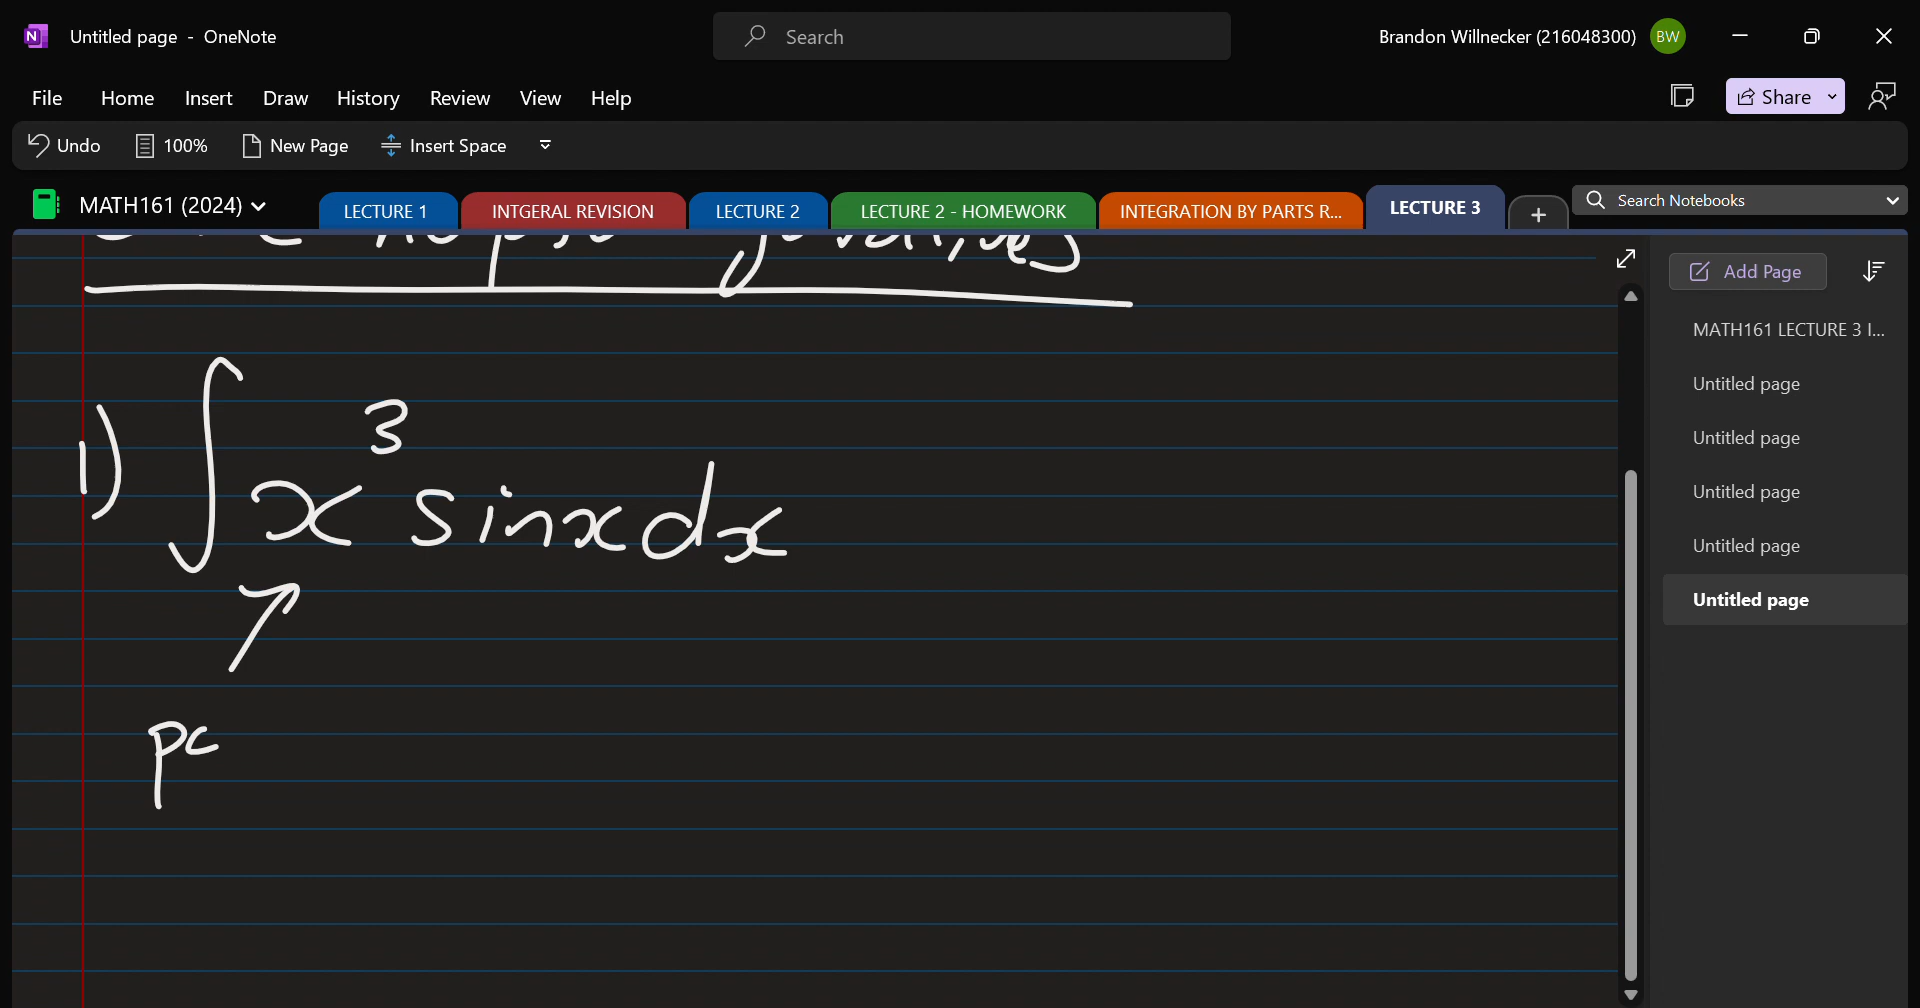 Untitled page - OneNote
Search
Brandon Willnecker (216048300)
BW
File Home Insert Draw History Review View Help
Share
Undo 100% New Page Insert Space
MATH161 (2024)
LECTURE 1
INTGERAL REVISION
LECTURE 2
LECTURE 2 - HOMEWORK
INTEGRATION BY PARTS R...
LECTURE 3
+
Search Notebooks
Add Page
MATH161 LECTURE 3 I...
Untitled page
Untitled page
Untitled page
Untitled page
Untitled page
1) ∫ x³ sinx dx